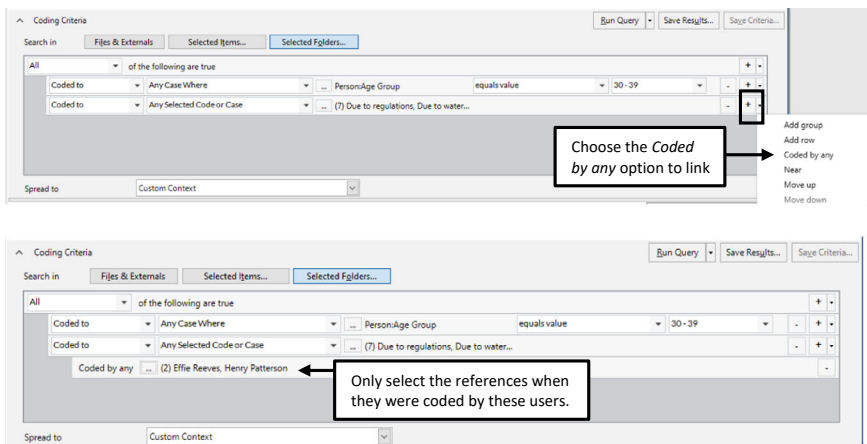 Coding Criteria Run Query Save Results... Save Criteria...
Search in Files & Externals Selected Items... Selected Folders...
All of the following are true + 
Coded to Any Case Where ... Person:Age Group equals value 30 - 39 - +
Coded to Any Selected Code or Case ... (7) Due to regulations, Due to water... - +
Add group
Add row
Coded by any
Near
Move up
Move down
Choose the Coded
by any option to link
Spread to Custom Context
Coding Criteria Run Query Save Results... Save Criteria...
Search in Files & Externals Selected Items... Selected Folders...
All of the following are true +
Coded to Any Case Where ... Person:Age Group equals value 30 - 39 - +
Coded to Any Selected Code or Case ... (7) Due to regulations, Due to water... - +
Coded by any ... (2) Effie Reeves, Henry Patterson -
Only select the references when
they were coded by these users.
Spread to Custom Context